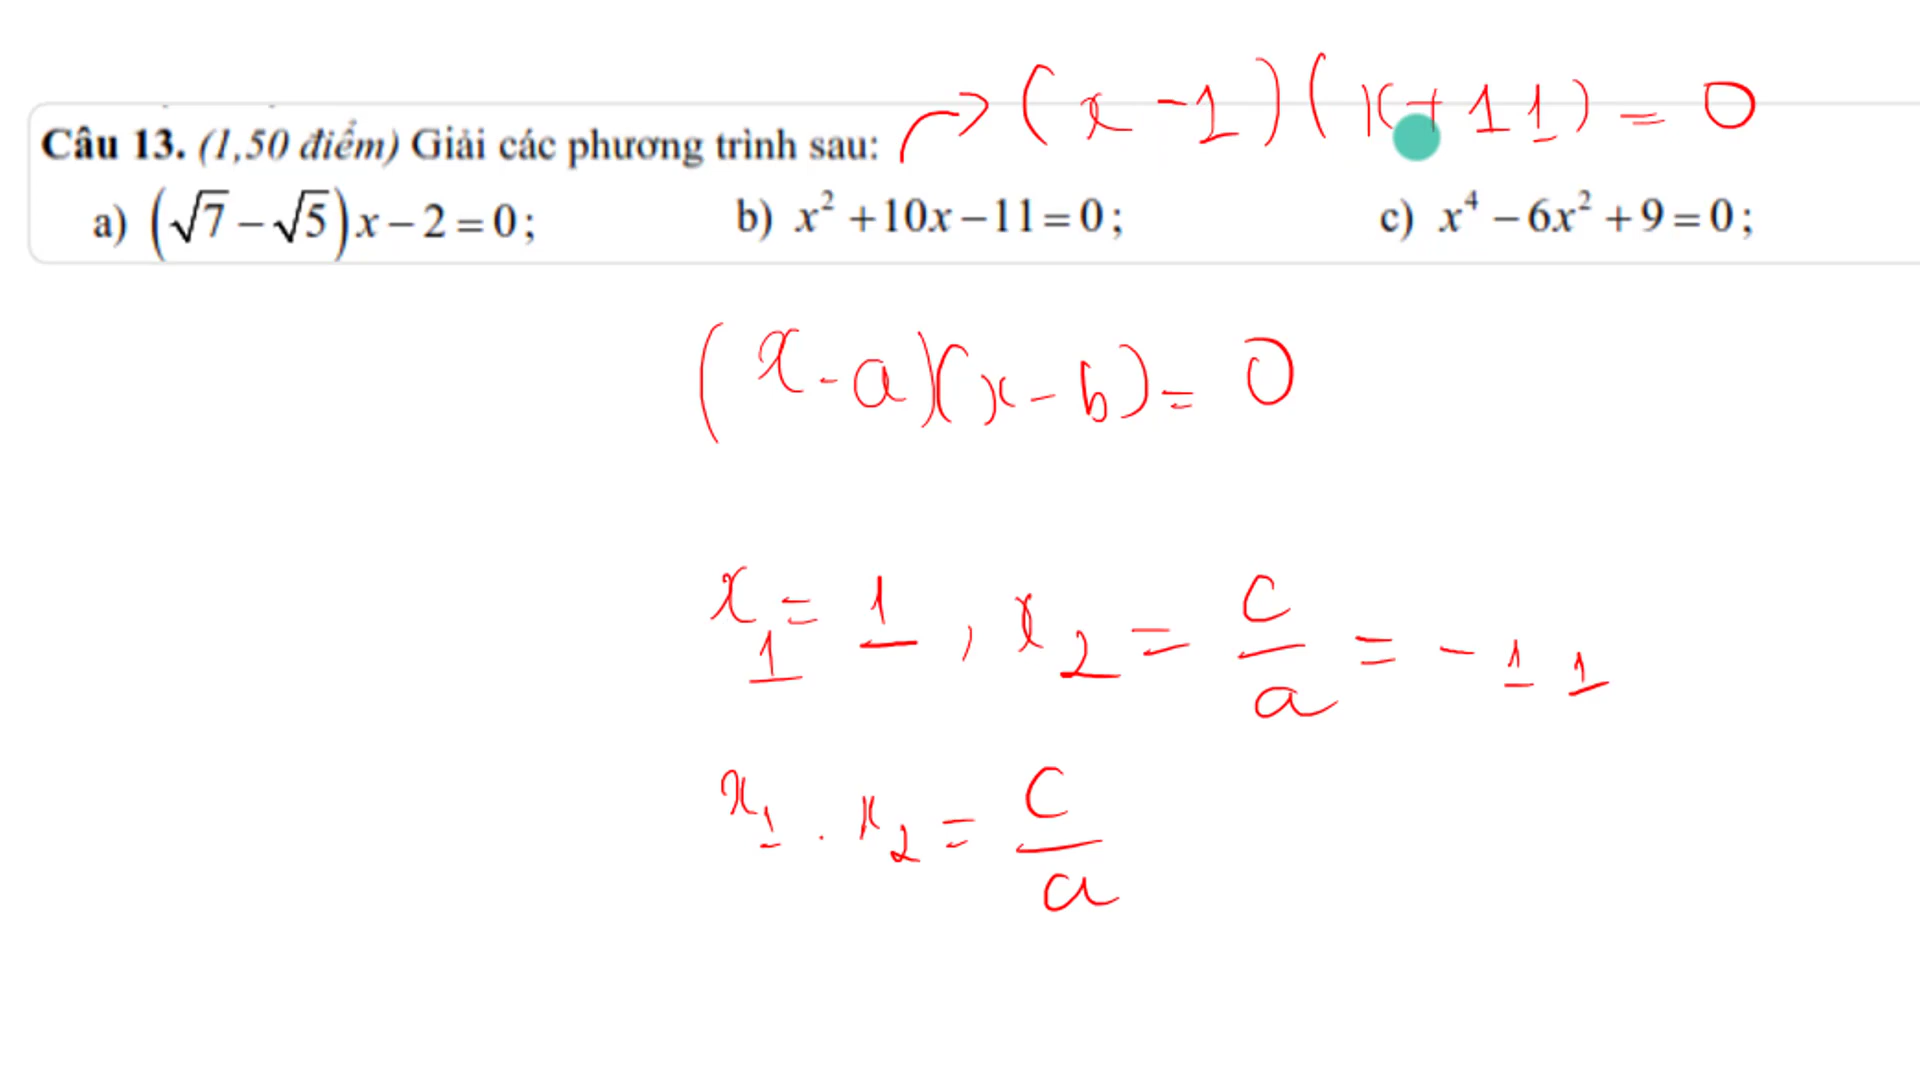 (x - 1)(x + 11) = 0
Câu 13. (1,50 điểm) Giải các phương trình sau:
a) (√7 − √5)x − 2 = 0; b) x² + 10x − 11 = 0; c) x⁴ − 6x² + 9 = 0;
(x - a)(x - b) = 0
x₁ = 1, x₂ = c/a = -11
x₁ . x₂ = c/a